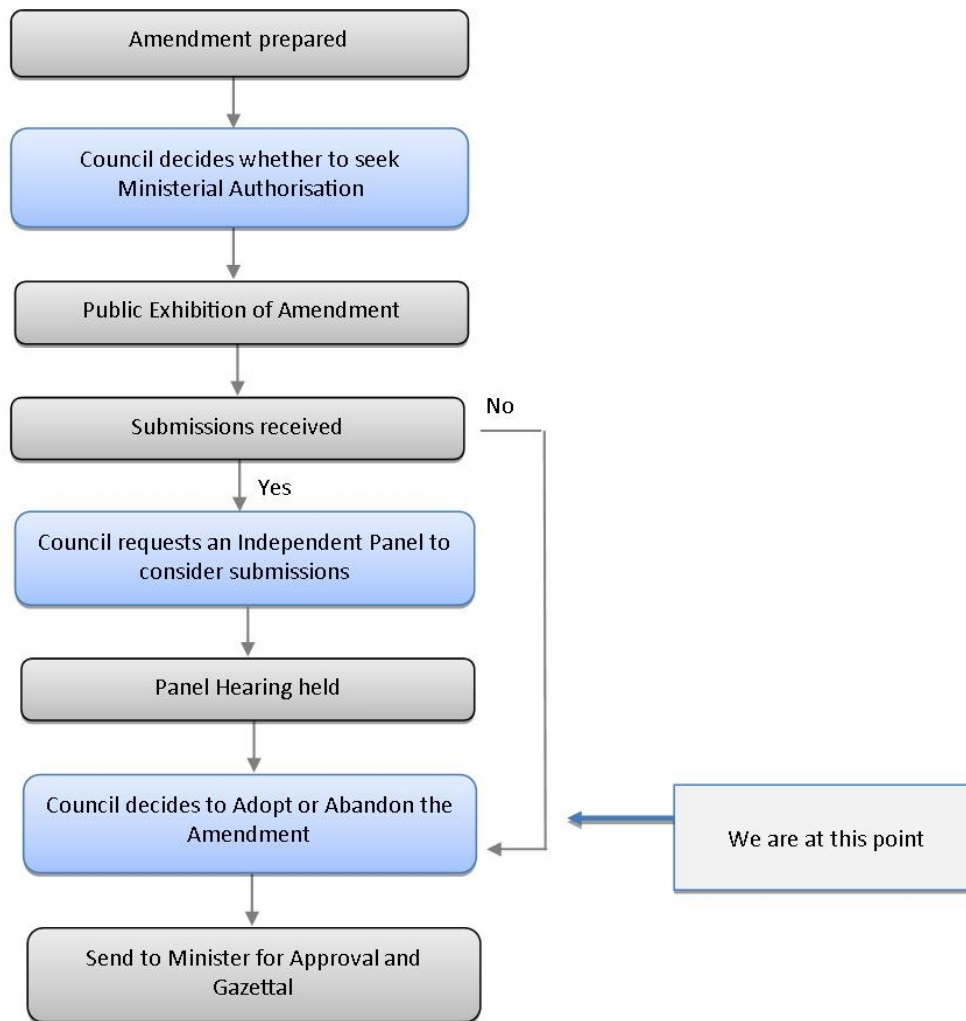 Amendment prepared
Council decides whether to seek
Ministerial Authorisation
Public Exhibition of Amendment
Submissions received
No
Yes
Council requests an Independent Panel to
consider submissions
Panel Hearing held
Council decides to Adopt or Abandon the
Amendment
We are at this point
Send to Minister for Approval and
Gazettal